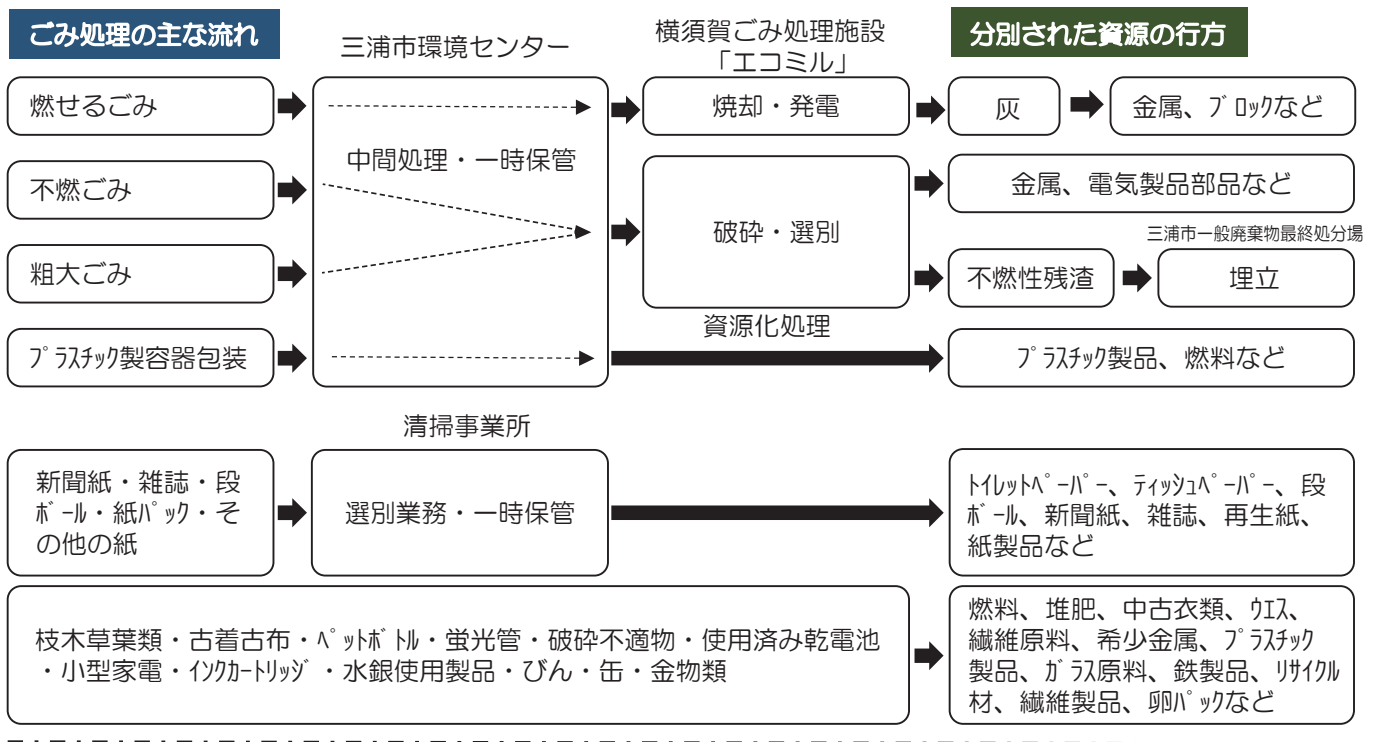 ごみ処理の主な流れ
三浦市環境センター
横須賀ごみ処理施設
「エコミル」
分別された資源の行方
燃せるごみ
焼却・発電
灰
金属、ﾌﾞﾛｯｸなど
中間処理・一時保管
不燃ごみ
金属、電気製品部品など
破砕・選別
三浦市一般廃棄物最終処分場
粗大ごみ
不燃性残渣
埋立
資源化処理
ﾌﾟﾗｽﾁｯｸ製容器包装
ﾌﾟﾗｽﾁｯｸ製品、燃料など
清掃事業所
新聞紙・雑誌・段
ﾎﾞｰﾙ・紙ﾊﾟｯｸ・そ
の他の紙
選別業務・一時保管
ﾄｲﾚｯﾄﾍﾟｰﾊﾟｰ、ﾃｨｯｼｭﾍﾟｰﾊﾟｰ、段
ﾎﾞｰﾙ、新聞紙、雑誌、再生紙、
紙製品など
枝木草葉類・古着古布・ﾍﾟｯﾄﾎﾞﾄﾙ・蛍光管・破砕不適物・使用済み乾電池
・小型家電・ｲﾝｸｶｰﾄﾘｯｼﾞ・水銀使用製品・びん・缶・金物類
燃料、堆肥、中古衣類、ｳｴｽ、
繊維原料、希少金属、ﾌﾟﾗｽﾁｯｸ
製品、ｶﾞﾗｽ原料、鉄製品、ﾘｻｲｸﾙ
材、繊維製品、卵ﾊﾟｯｸなど